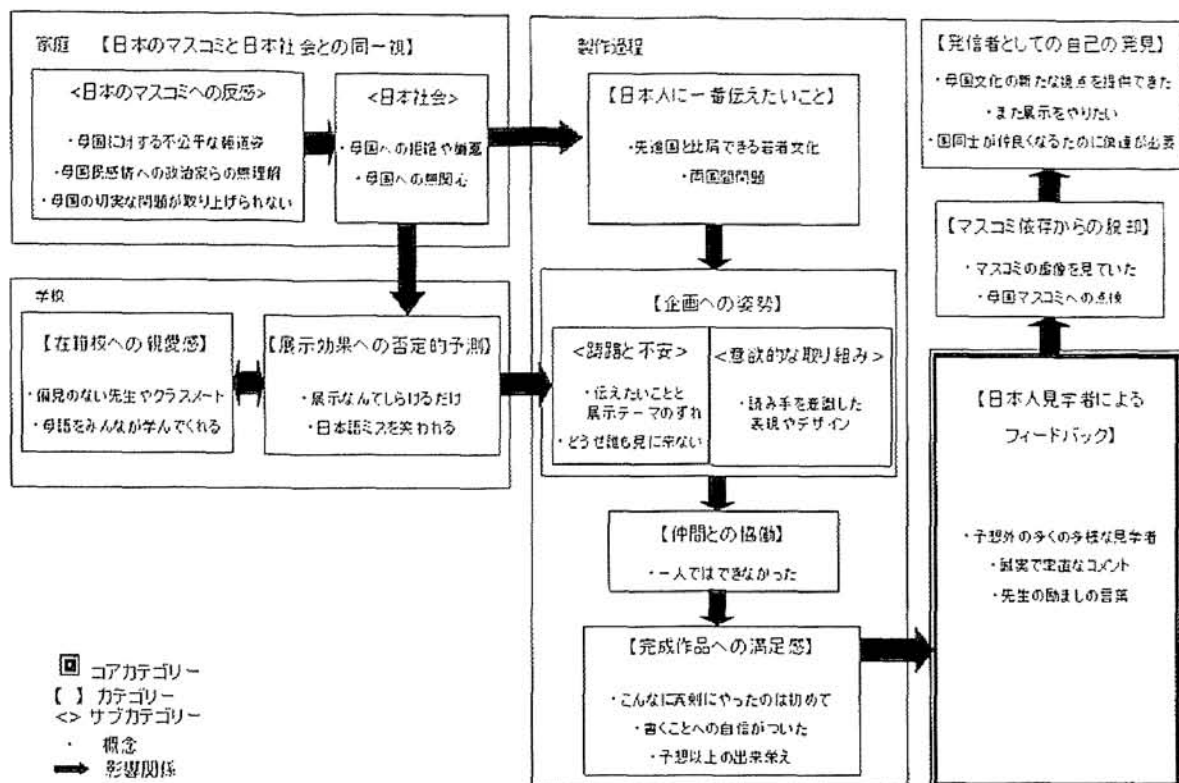 家庭 【日本のマスコミと日本社会との同一視】
<日本のマスコミへの反感>
・母国に対する不公平な報道姿
・母国民感情への政治家らの無理解
・母国の切実な問題が取り上げられない
<日本社会>
・母国への拒絶や偏見
・母国への無関心
学校
【在籍校への親愛感】
・偏見のない先生やクラスメート
・母語をみんなが学んでくれる
【展示効果への否定的予測】
・展示なんてしらけるだけ
・日本語ミスを笑われる
製作過程
【日本人に一番伝えたいこと】
・先進国と比肩できる若者文化
・両国間問題
【企画への姿勢】
<躊躇と不安>
・伝えたいことと
展示テーマのずれ
・どうせ誰も見に来ない
<意欲的な取り組み>
・読み手を意識した
表現やデザイン
【仲間との協働】
・一人ではできなかった
【完成作品への満足感】
・こんなに真剣にやったのは初めて
・書くことへの自信がついた
・予想以上の出来栄え
【発信者としての自己の発見】
・母国文化の新たな視点を提供できた
・また展示をやりたい
・国同士が仲良くなるために が必要
【マスコミ依存からの脱却】
・マスコミの虚像を見ていた
・母国マスコミへの点検
【日本人見学者による
フィードバック】
・予想外の多くの多様な見学者
・誠実で率直なコメント
・先生の励ましの言葉
コアカテゴリー
【 】 カテゴリー
<> サブカテゴリー
・ 概念
影響関係